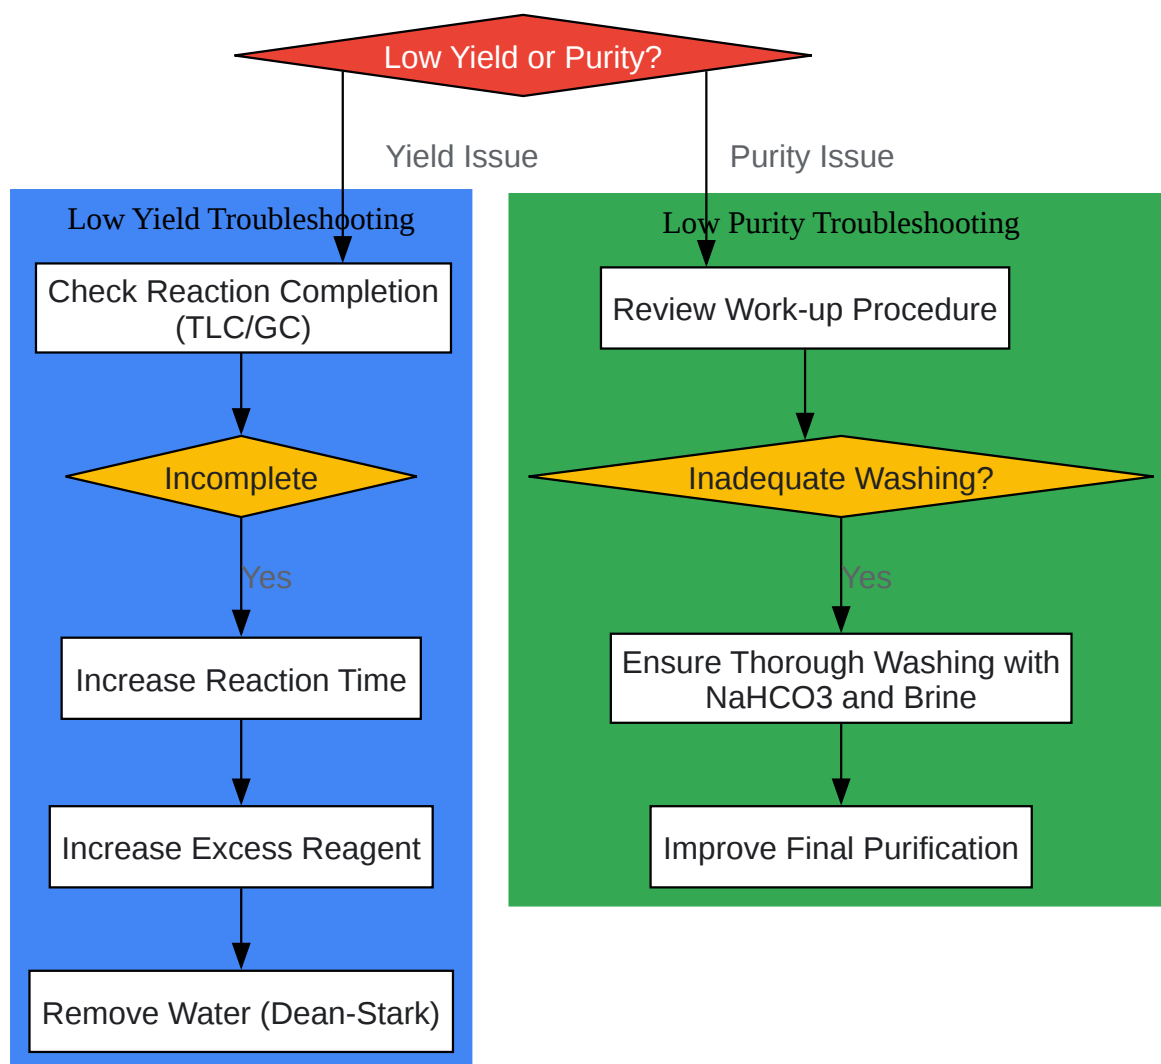 Low Yield or Purity?
Yield Issue
Purity Issue
Low Yield Troubleshooting
Check Reaction Completion
(TLC/GC)
Incomplete
Yes
Increase Reaction Time
Increase Excess Reagent
Remove Water (Dean-Stark)
Low Purity Troubleshooting
Review Work-up Procedure
Inadequate Washing?
Yes
Ensure Thorough Washing with
NaHCO3 and Brine
Improve Final Purification